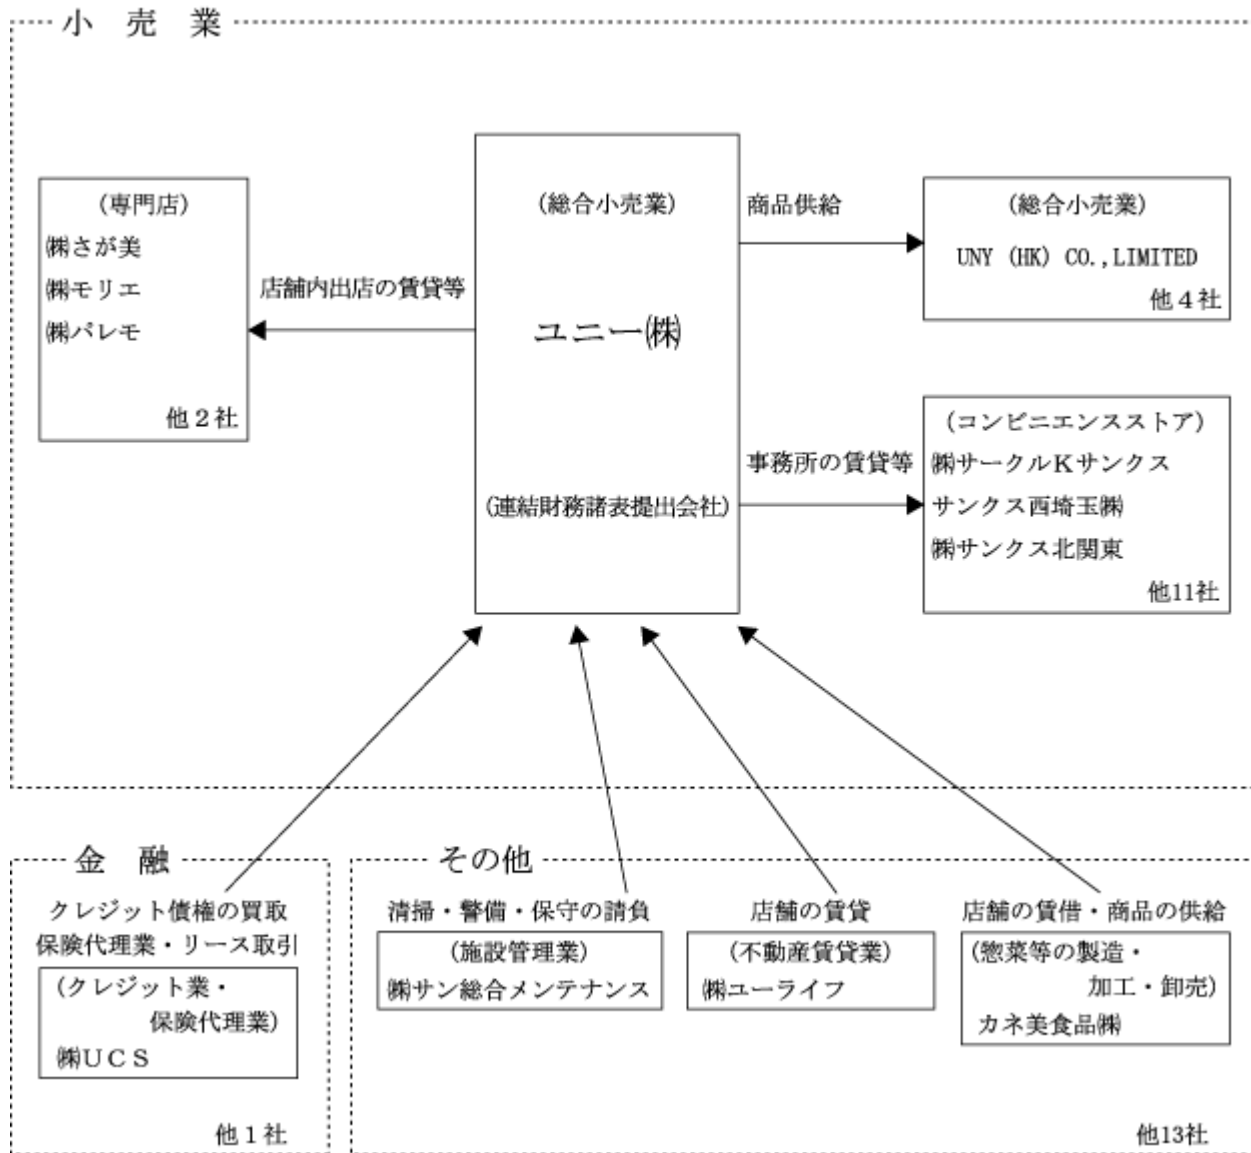 小　売　業
(専門店)
㈱さが美
㈱モリエ
㈱パレモ
他２社
店舗内出店の賃貸等
(総合小売業)
ユニー㈱
(連結財務諸表提出会社)
商品供給
(総合小売業)
UNY (HK) CO.,LIMITED
他４社
事務所の賃貸等
(コンビニエンスストア)
㈱サークルＫサンクス
サンクス西埼玉㈱
㈱サンクス北関東
他11社
金　融
クレジット債権の買取
保険代理業・リース取引
(クレジット業・
保険代理業)
㈱ＵＣＳ
他１社
その他
清掃・警備・保守の請負
(施設管理業)
㈱サン総合メンテナンス
店舗の賃貸
(不動産賃貸業)
㈱ユーライフ
店舗の賃借・商品の供給
(惣菜等の製造・
加工・卸売)
カネ美食品㈱
他13社